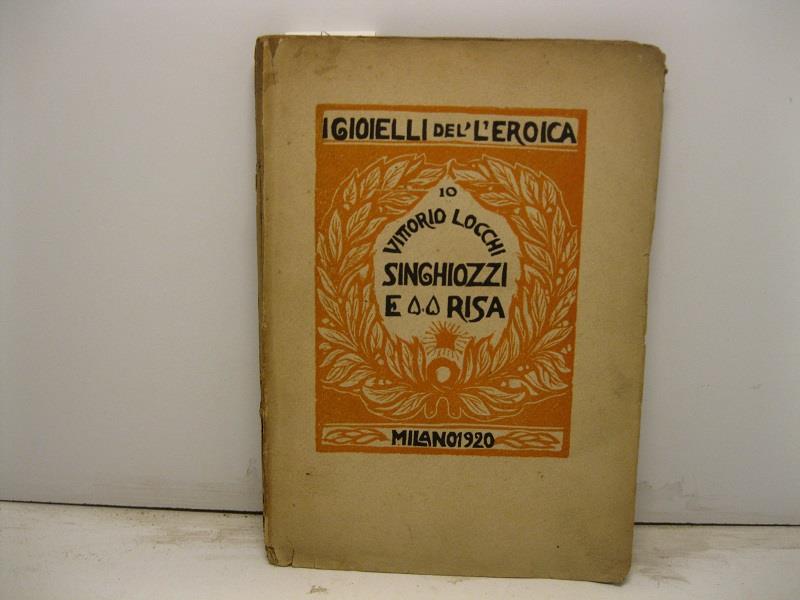 I GIOIELLI DEL' L'EROICA
10
VITTORIO LOCCHI
SINGHIOZZI
E RISA
MILANO 1920